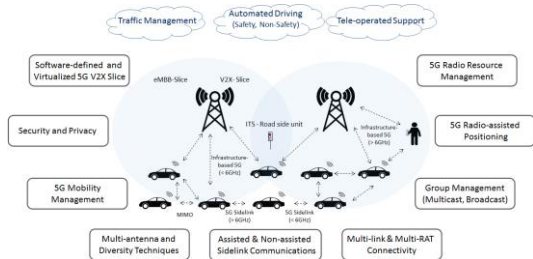 Traffic Management
Automated Driving
(Safety, Non-Safety)
Tele-operated Support
Software-defined and
Virtualized 5G V2X Slice
eMBB-Slice
V2X- Slice
5G Radio Resource
Management
Security and Privacy
ITS - Road side unit
Infrastructure-
based 5G
(> 6GHz)
5G Radio-assisted
Positioning
Infrastructure-
based 5G
(< 6GHz)
5G Mobility
Management
Group Management
(Multicast, Broadcast)
MIMO
5G Sidelink
(> 6GHz)
5G Sidelink
(< 6GHz)
Multi-antenna and
Diversity Techniques
Assisted & Non-assisted
Sidelink Communications
Multi-link & Multi-RAT
Connectivity